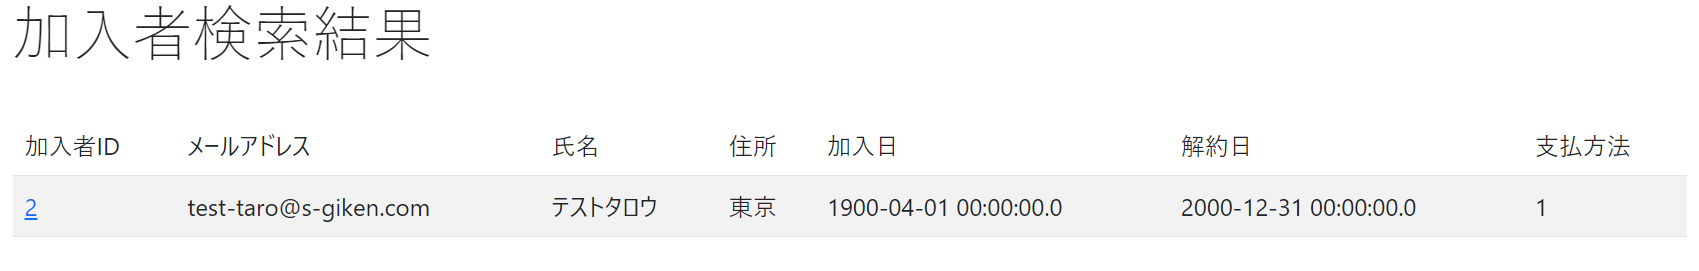 加入者検索結果
加入者ID メールアドレス 氏名 住所 加入日 解約日 支払方法
2 test-taro@s-giken.com テストタロウ 東京 1900-04-01 00:00:00.0 2000-12-31 00:00:00.0 1